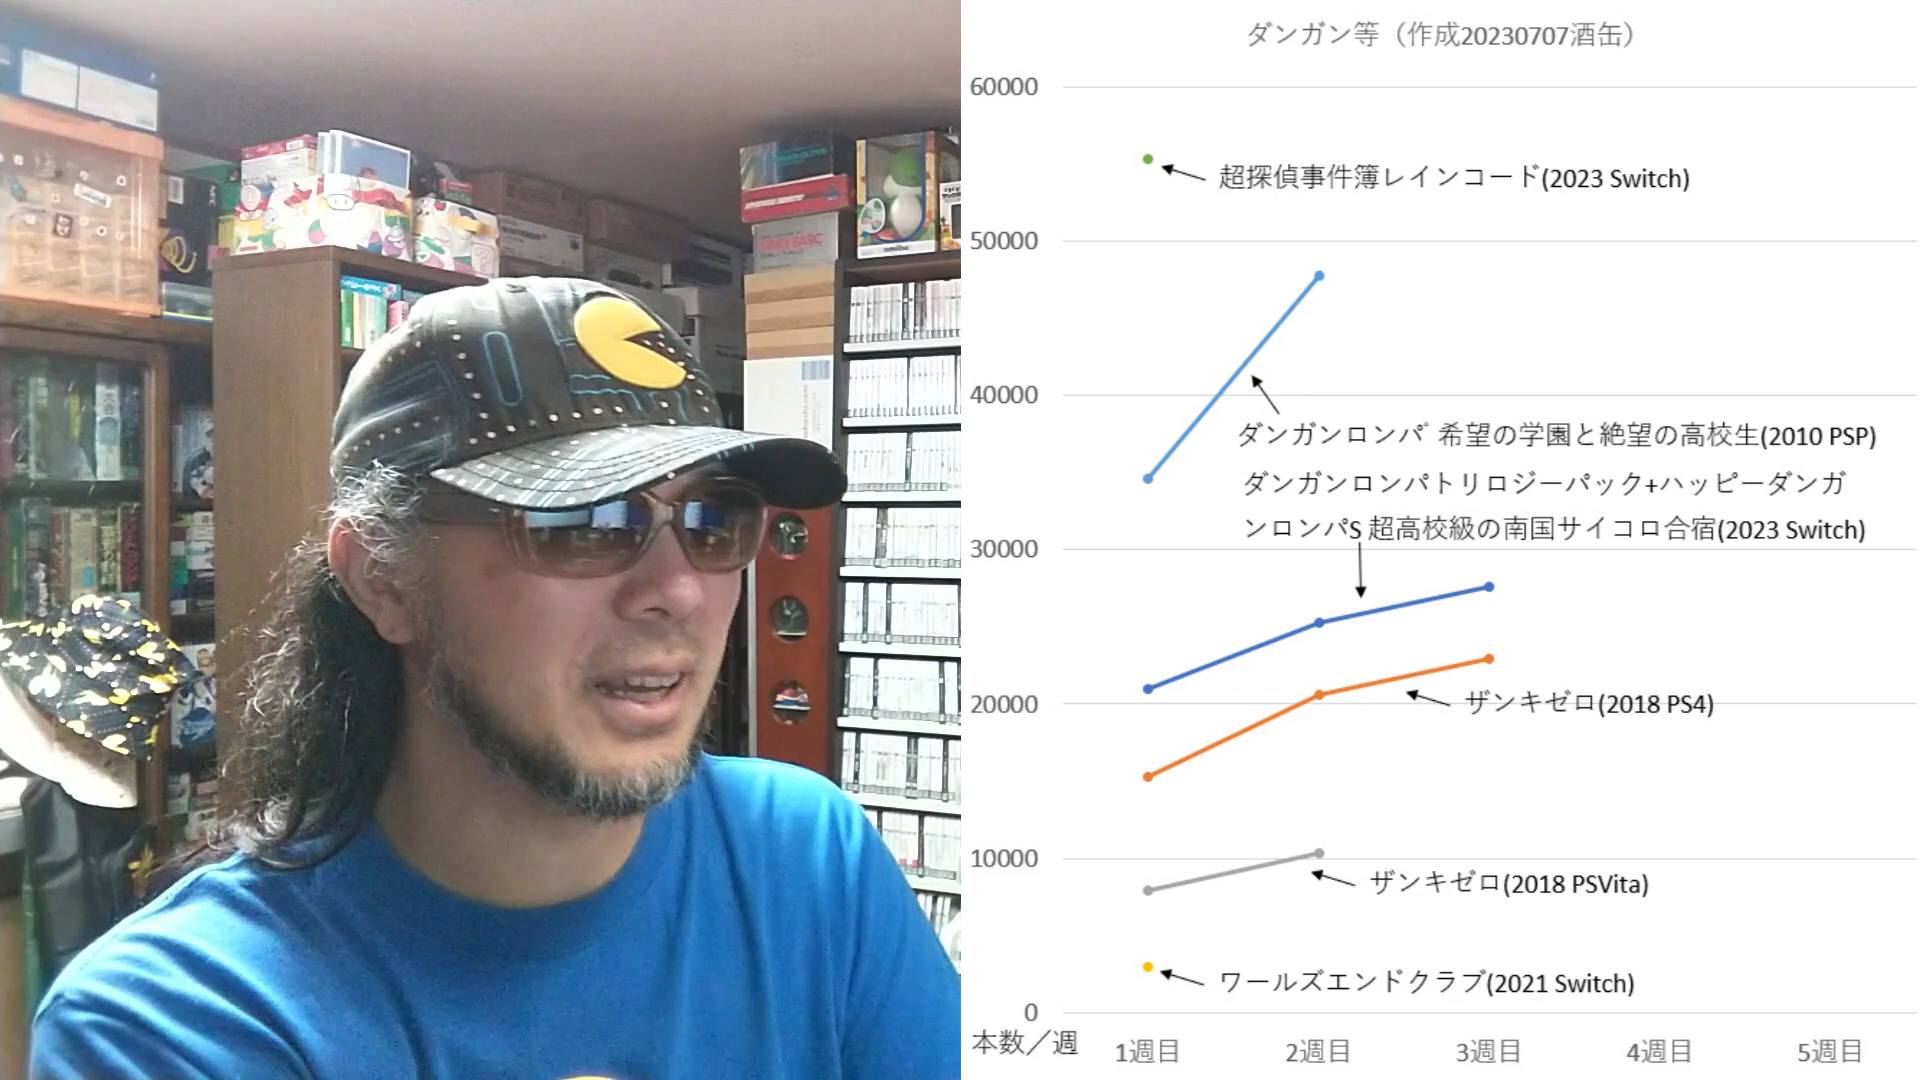 ダンガン等（作成20230707酒缶）
60000
超探偵事件簿レインコード(2023 Switch)
50000
40000
ダンガンロンパ 希望の学園と絶望の高校生(2010 PSP)
ダンガンロンパトリロジーパック+ハッピーダンガ
ンロンパS 超高校級の南国サイコロ合宿(2023 Switch)
30000
20000
ザンキゼロ(2018 PS4)
10000
ザンキゼロ(2018 PSVita)
ワールズエンドクラブ(2021 Switch)
0
本数／週
1週目 2週目 3週目 4週目 5週目
FAMILY BASIC
amiibo